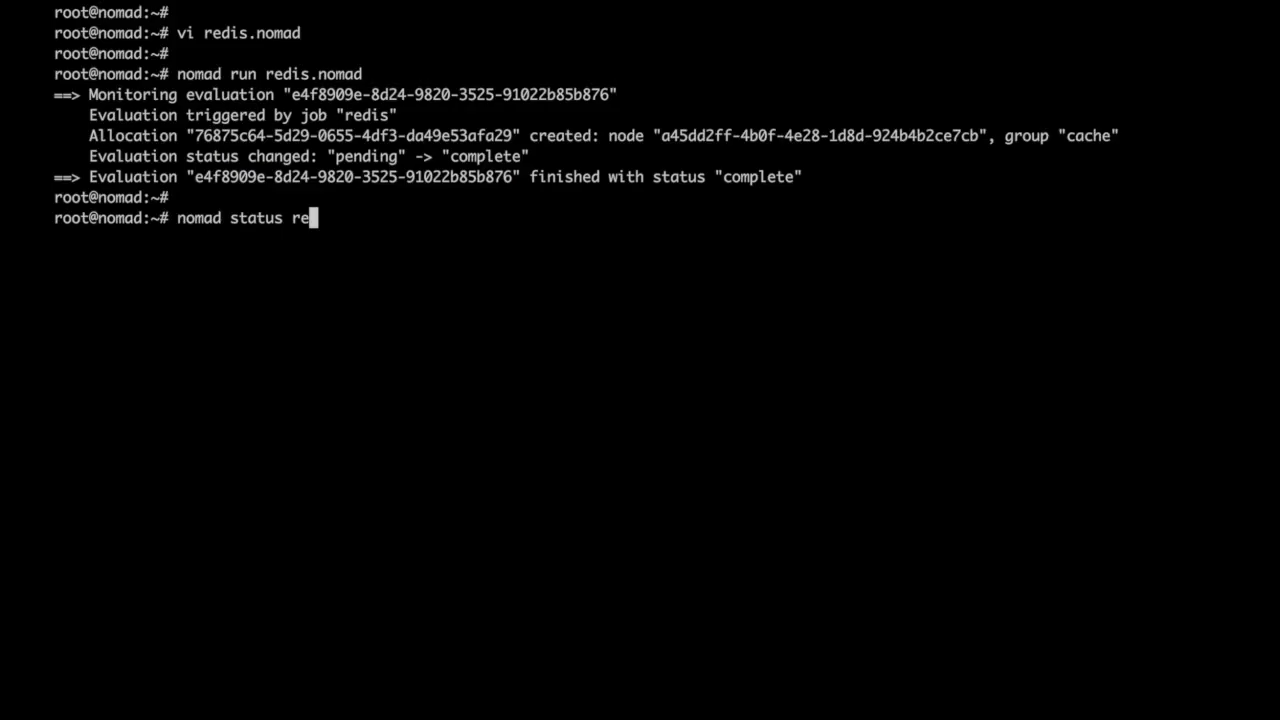 root@nomad:~#
root@nomad:~# vi redis.nomad
root@nomad:~#
root@nomad:~# nomad run redis.nomad
==> Monitoring evaluation "e4f8909e-8d24-9820-3525-91022b85b876"
    Evaluation triggered by job "redis"
    Allocation "76875c64-5d29-0655-4df3-da49e53afa29" created: node "a45dd2ff-4b0f-4e28-1d8d-924b4b2ce7cb", group "cache"
    Evaluation status changed: "pending" -> "complete"
==> Evaluation "e4f8909e-8d24-9820-3525-91022b85b876" finished with status "complete"
root@nomad:~#
root@nomad:~# nomad status re